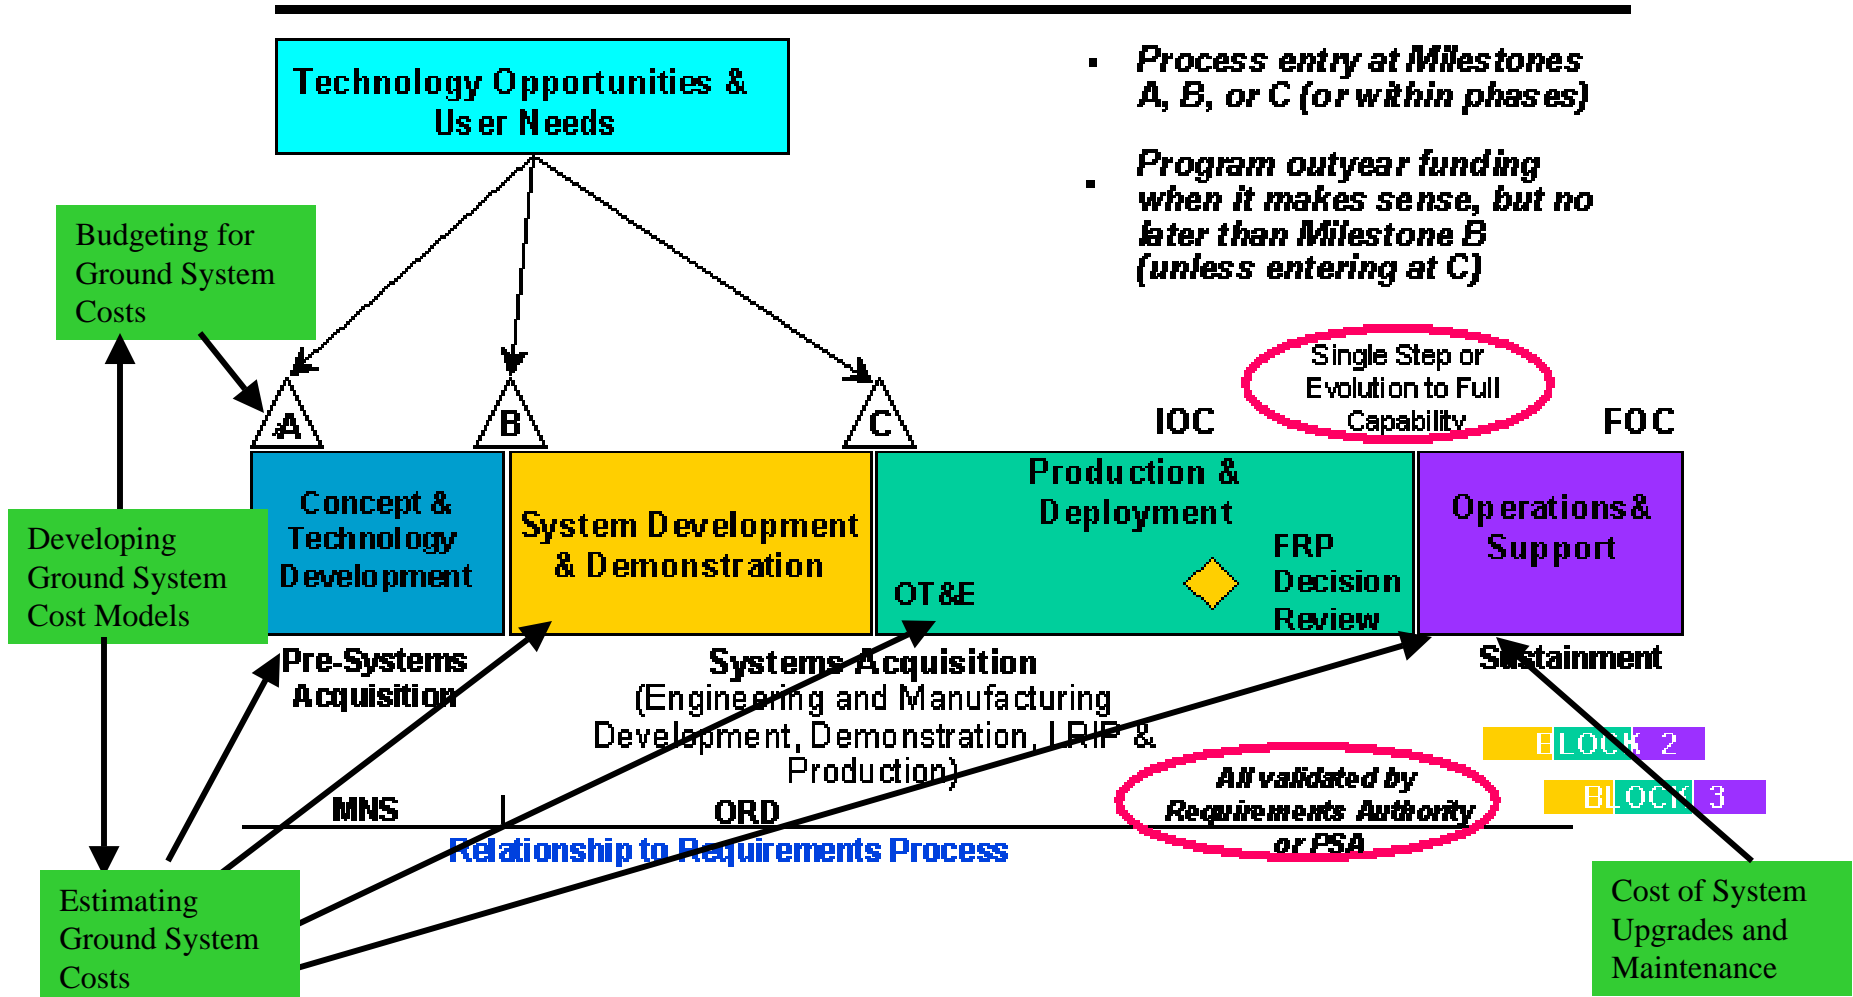 Technology Opportunities &
User Needs
▪ Process entry at Milestones
A, B, or C (or within phases)
▪ Program outyear funding
when it makes sense, but no
later than Milestone B
(unless entering at C)
Budgeting for
Ground System
Costs
Single Step or
Evolution to Full
Capability
A
B
C
IOC
FOC
Concept &
Technology
Development
System Development
& Demonstration
Production &
Deployment
OT&E
FRP
Decision
Review
Operations&
Support
Developing
Ground System
Cost Models
Pre-Systems
Acquisition
Systems Acquisition
(Engineering and Manufacturing
Development, Demonstration, LRIP &
Production)
Sustainment
BLOCK 2
BLOCK 3
All validated by
Requirements Authority
or PSA
MNS
ORD
Relationship to Requirements Process
Estimating
Ground System
Costs
Cost of System
Upgrades and
Maintenance